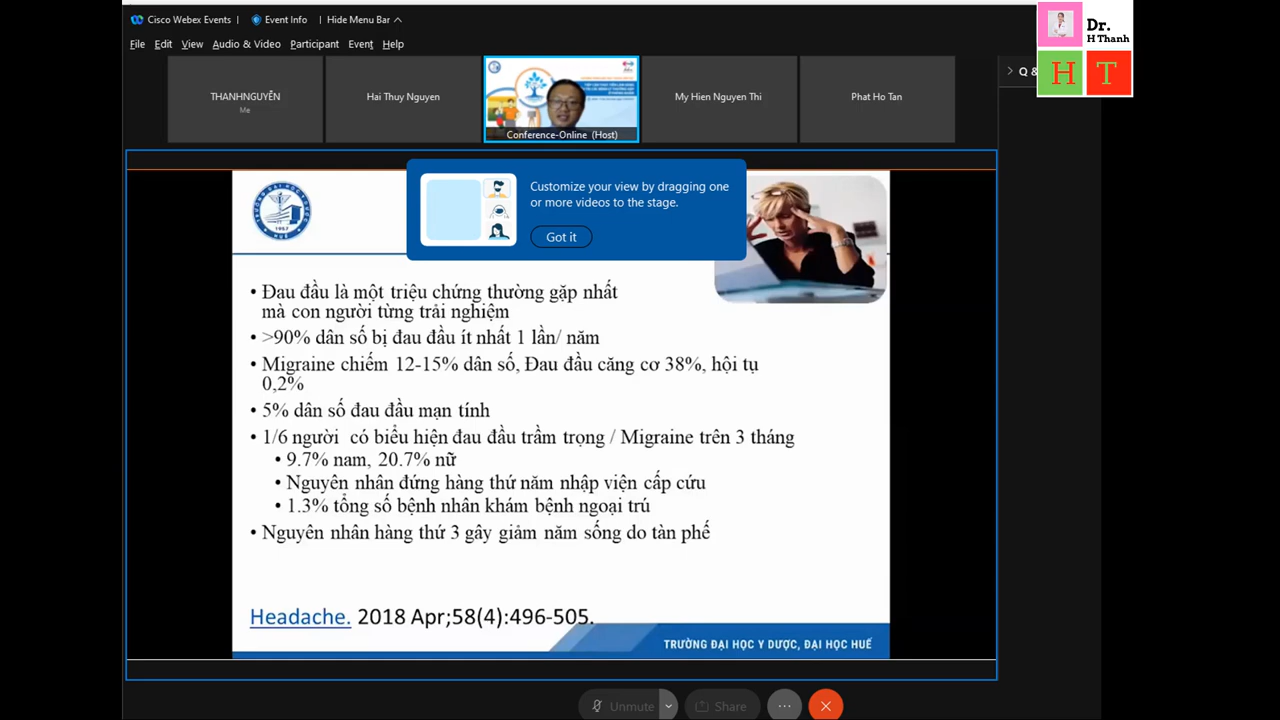 Cisco Webex Events
Event Info
Hide Menu Bar
File Edit View Audio & Video Participant Event Help
Dr.
H Thanh
H T
Q &
THANHNGUYỄN
Me
Hai Thuy Nguyen
Conference-Online (Host)
My Hien Nguyen Thi
Phat Ho Tan
Customize your view by dragging one
or more videos to the stage.
Got it
1957
HUẾ
• Đau đầu là một triệu chứng thường gặp nhất
mà con người từng trải nghiệm
• >90% dân số bị đau đầu ít nhất 1 lần/ năm
• Migraine chiếm 12-15% dân số, Đau đầu căng cơ 38%, hội tụ
0,2%
• 5% dân số đau đầu mạn tính
• 1/6 người có biểu hiện đau đầu trầm trọng / Migraine trên 3 tháng
• 9.7% nam, 20.7% nữ
• Nguyên nhân đứng hàng thứ năm nhập viện cấp cứu
• 1.3% tổng số bệnh nhân khám bệnh ngoại trú
• Nguyên nhân hàng thứ 3 gây giảm năm sống do tàn phế
Headache. 2018 Apr;58(4):496-505.
TRƯỜNG ĐẠI HỌC Y DƯỢC, ĐẠI HỌC HUẾ
Unmute
Share